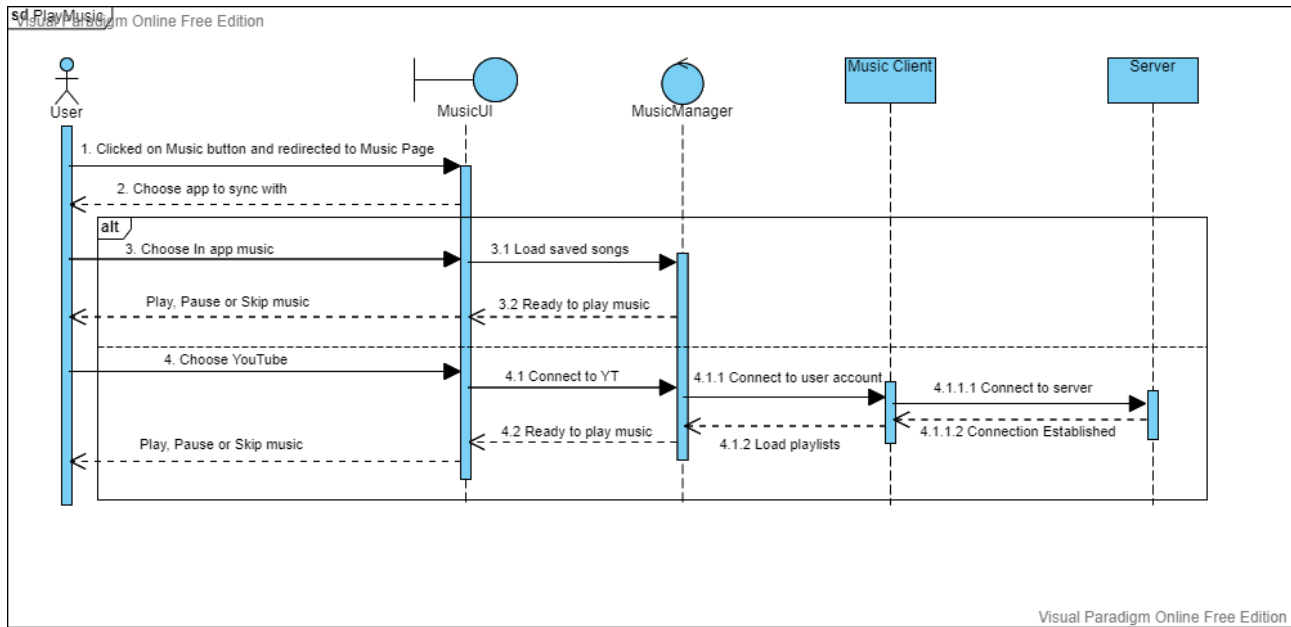 sd PlayMusic
Visual Paradigm Online Free Edition
User
MusicUI
MusicManager
Music Client
Server
1. Clicked on Music button and redirected to Music Page
2. Choose app to sync with
alt
3. Choose In app music
3.1 Load saved songs
Play, Pause or Skip music
3.2 Ready to play music
4. Choose YouTube
4.1 Connect to YT
4.1.1 Connect to user account
4.1.1.1 Connect to server
4.1.1.2 Connection Established
4.1.2 Load playlists
4.2 Ready to play music
Play, Pause or Skip music
Visual Paradigm Online Free Edition